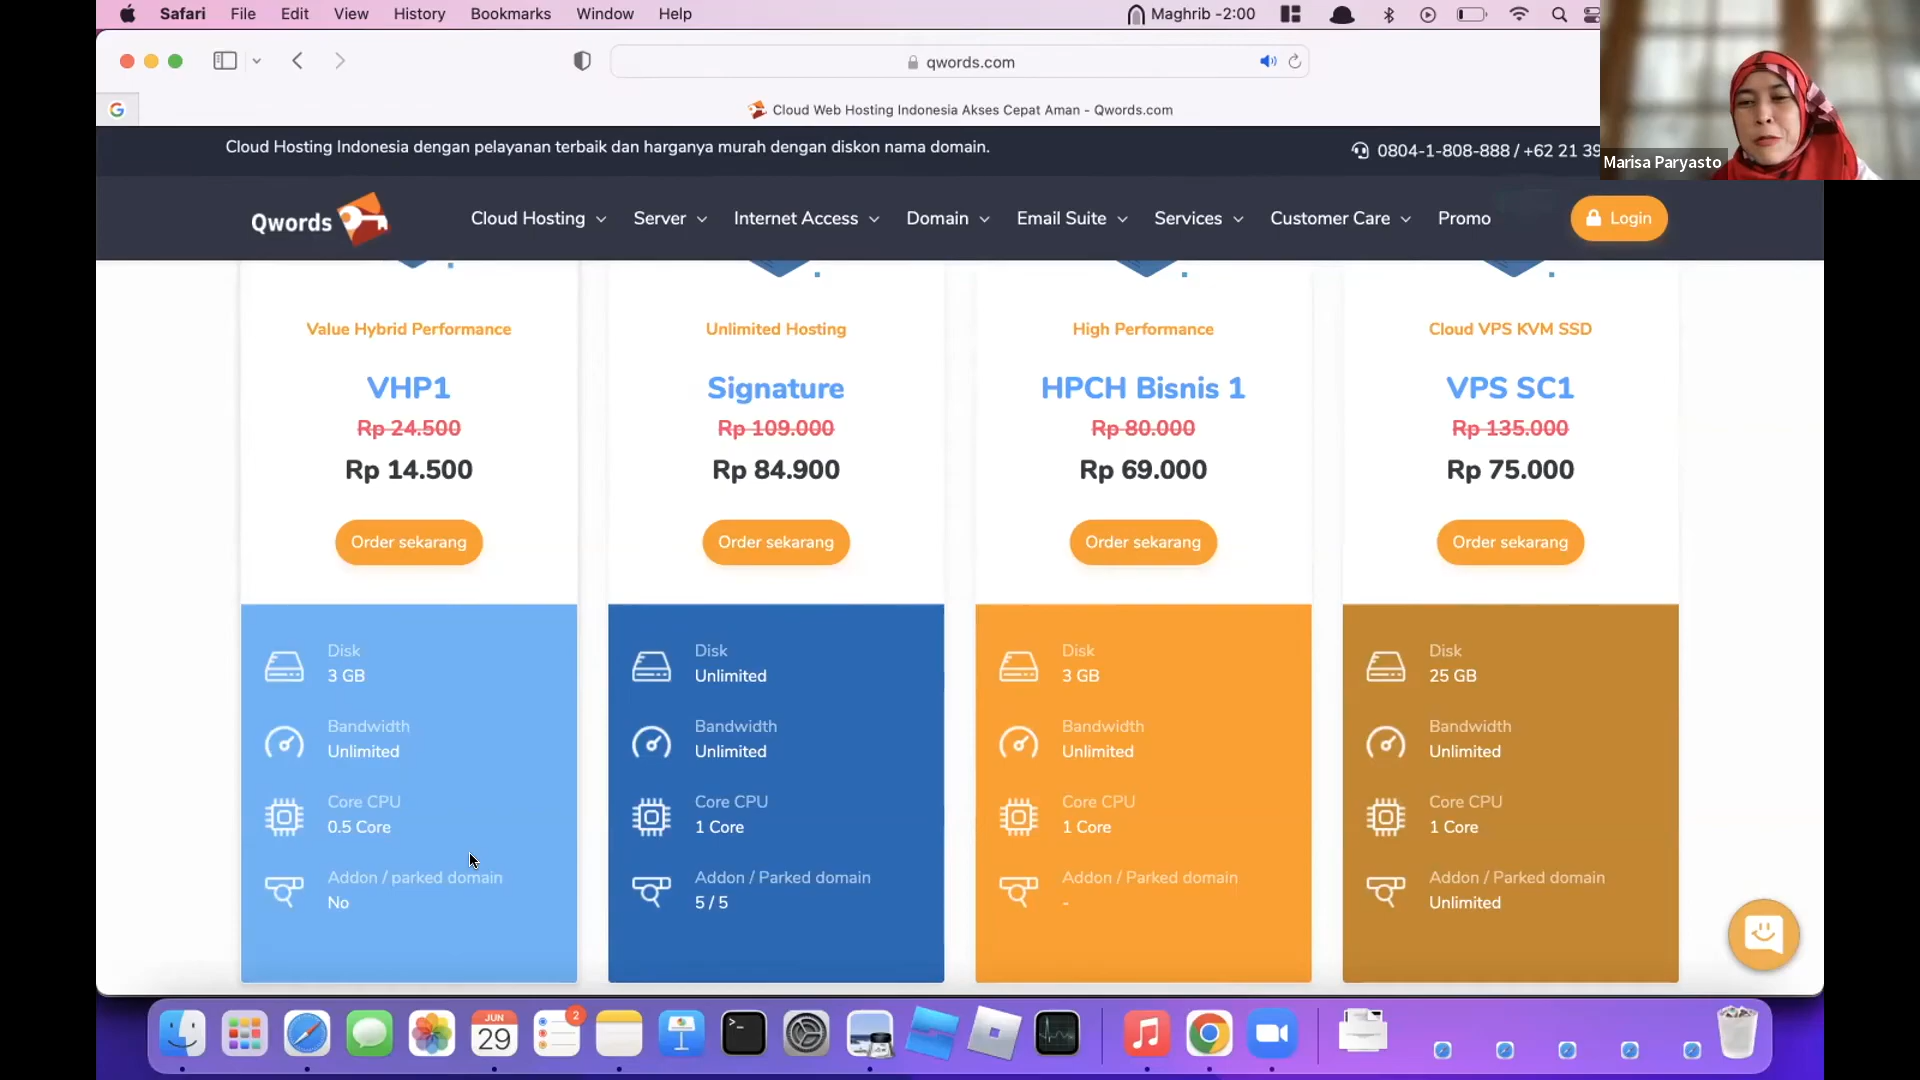 Safari File Edit View History Bookmarks Window Help
Maghrib -2:00
qwords.com
Cloud Web Hosting Indonesia Akses Cepat Aman - Qwords.com
Marisa Paryasto
Cloud Hosting Indonesia dengan pelayanan terbaik dan harganya murah dengan diskon nama domain.
0804-1-808-888 / +62 21 39
Qwords
Cloud Hosting Server Internet Access Domain Email Suite Services Customer Care Promo
Login
Value Hybrid Performance
VHP1
Rp 24.500
Rp 14.500
Order sekarang
Disk
3 GB
Bandwidth
Unlimited
Core CPU
0.5 Core
Addon / parked domain
No
Unlimited Hosting
Signature
Rp 109.000
Rp 84.900
Order sekarang
Disk
Unlimited
Bandwidth
Unlimited
Core CPU
1 Core
Addon / Parked domain
5 / 5
High Performance
HPCH Bisnis 1
Rp 80.000
Rp 69.000
Order sekarang
Disk
3 GB
Bandwidth
Unlimited
Core CPU
1 Core
Addon / Parked domain
-
Cloud VPS KVM SSD
VPS SC1
Rp 135.000
Rp 75.000
Order sekarang
Disk
25 GB
Bandwidth
Unlimited
Core CPU
1 Core
Addon / Parked domain
Unlimited
JUN
29
2